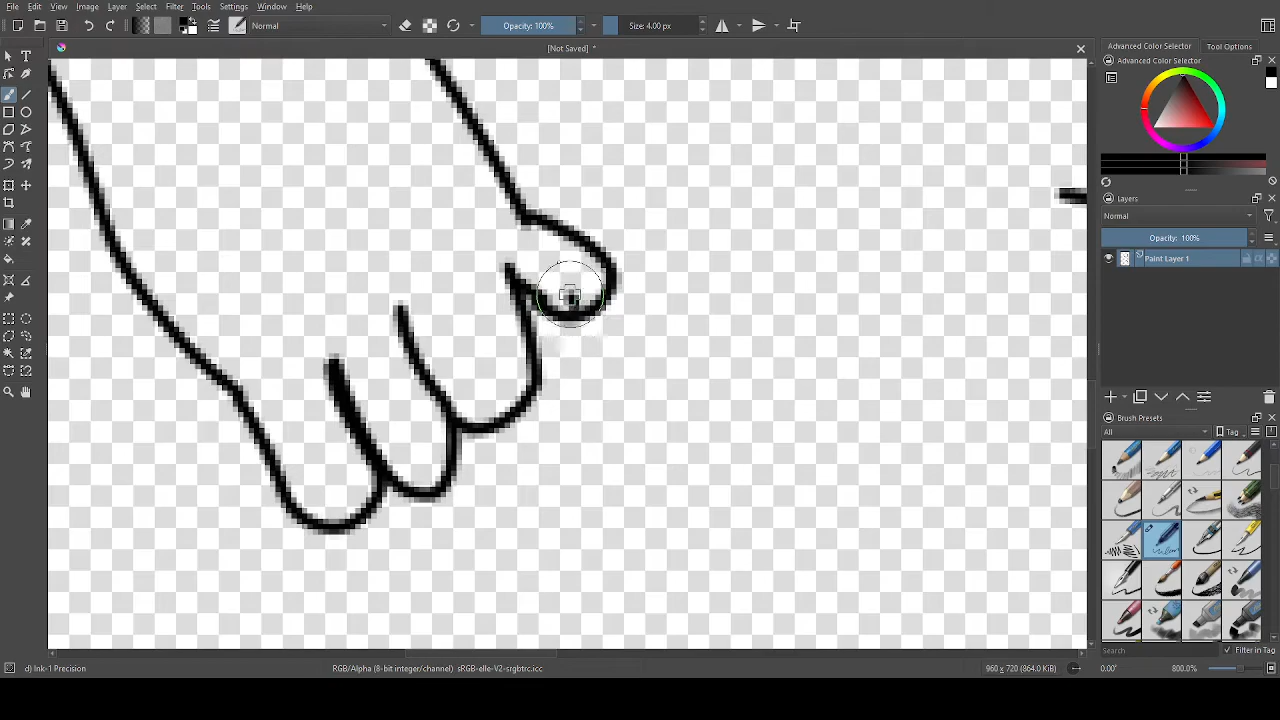 File Edit View Image Layer Select Filter Tools Settings Window Help
Normal Opacity: 100% Size: 4.00 px
[Not Saved] *
Advanced Color Selector Tool Options
Advanced Color Selector
Layers
Normal
Opacity: 100%
Paint Layer 1
Brush Presets
All Tag
Search Filter in Tag
d) Ink-1 Precision RGB/Alpha (8-bit integer/channel) sRGB-elle-V2-srgbtrc.icc 960 x 720 (864.0 KiB) 0.00° 800.0%